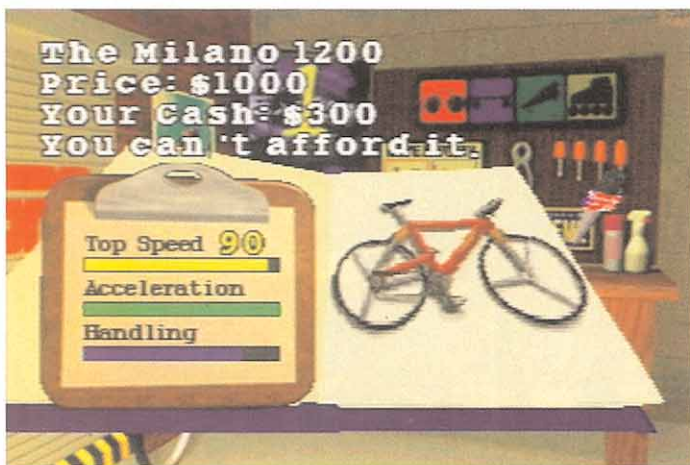 The Milano 1200
Price: $1000
Your Cash: $300
You can't afford it.
Top Speed 90
Acceleration
Handling